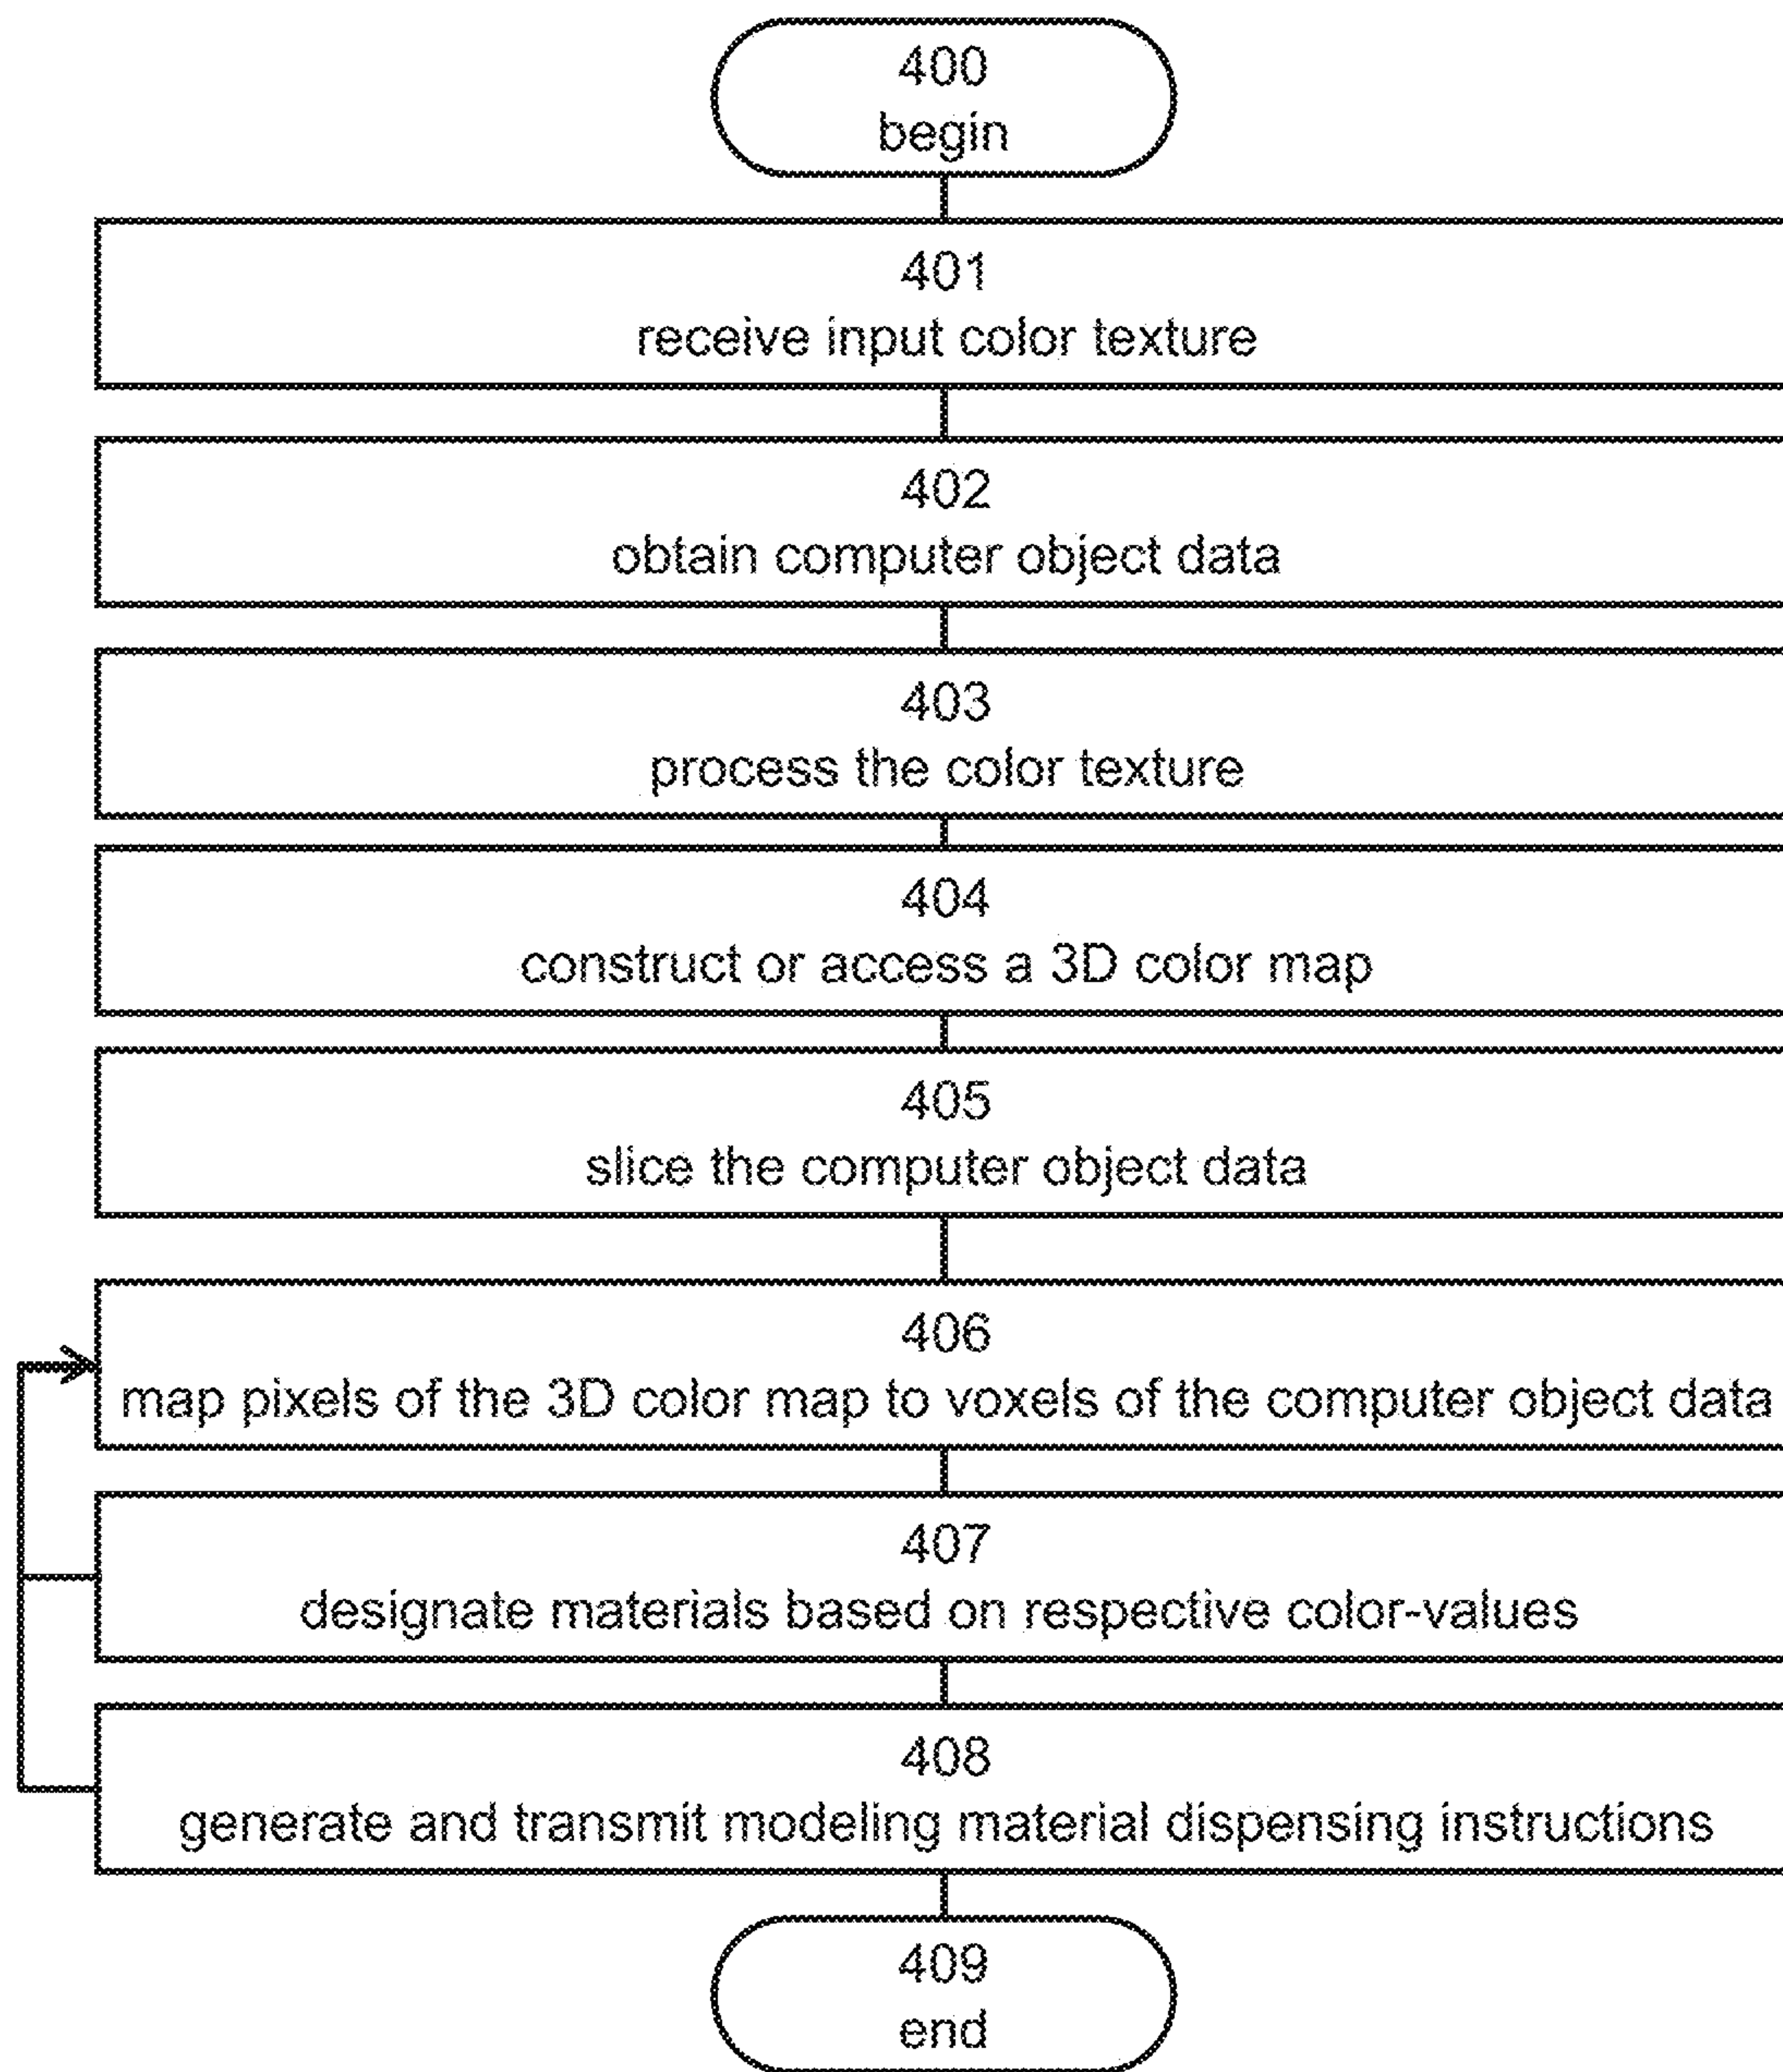 400
begin
401
receive input color texture
402
obtain computer object data
403
process the color texture
404
construct or access a 3D color map
405
slice the computer object data
406
map pixels of the 3D color map to voxels of the computer object data
407
designate materials based on respective color-values
408
generate and transmit modeling material dispensing instructions
409
end